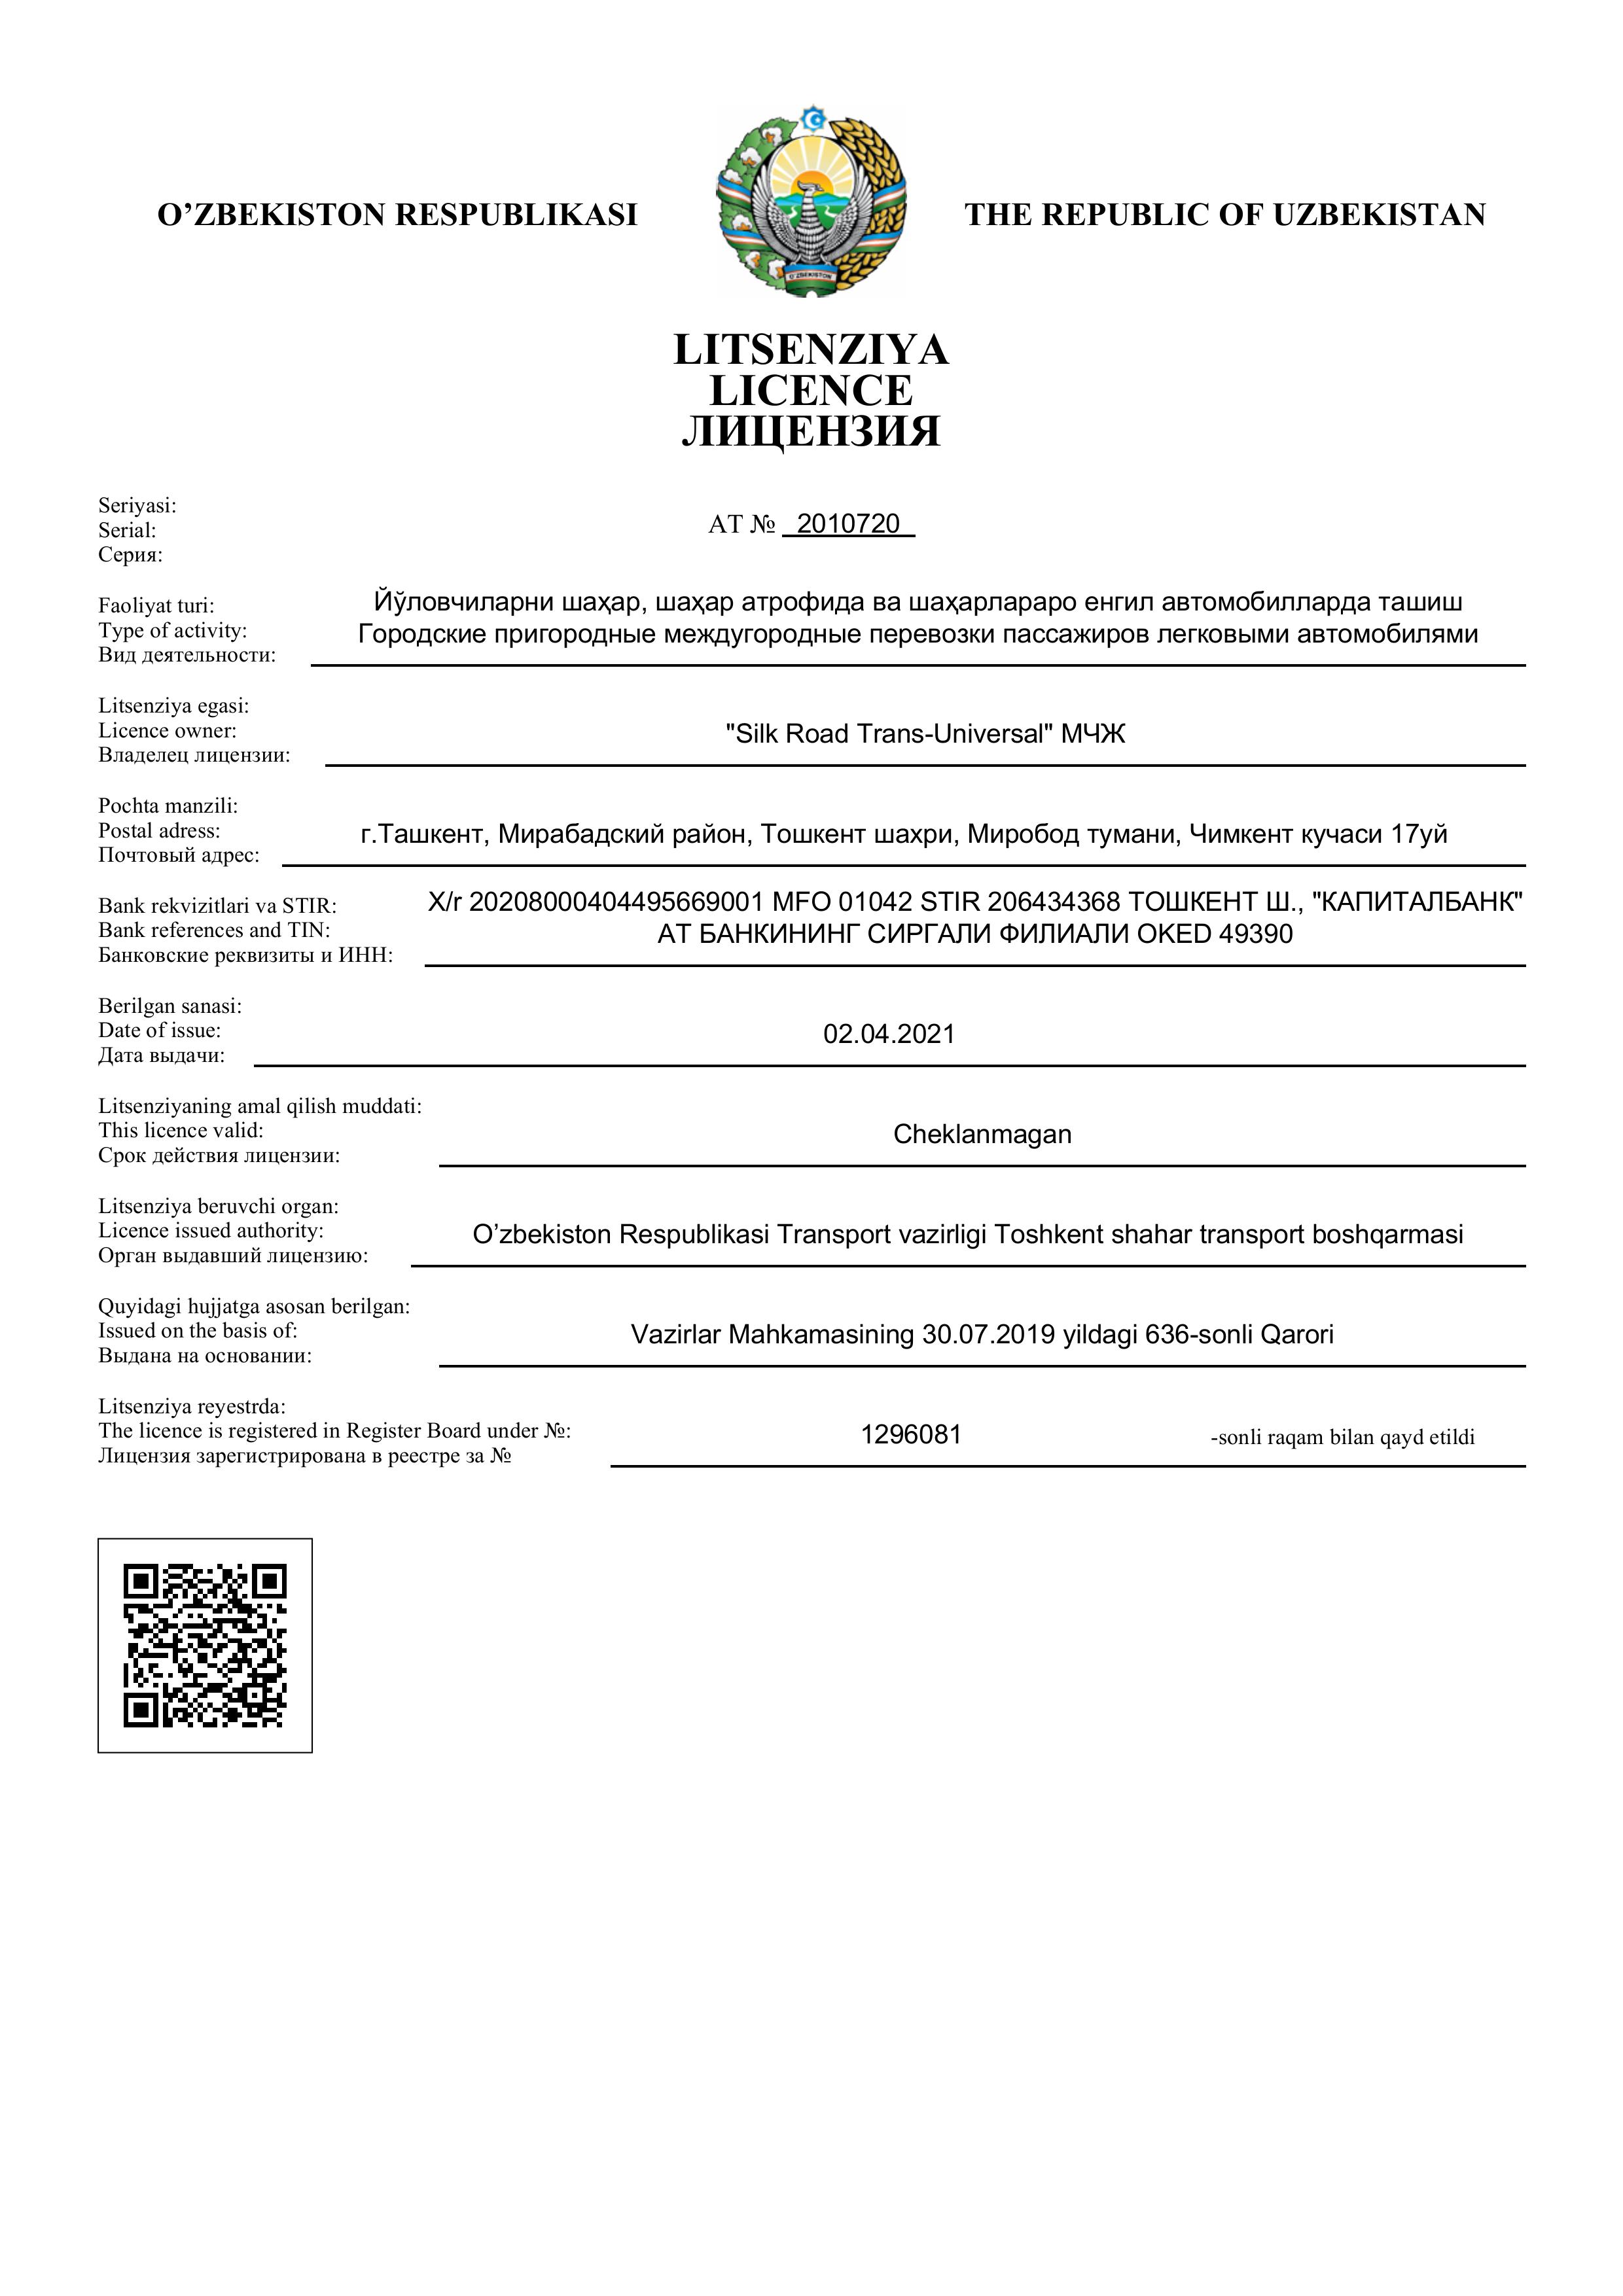 O’ZBEKISTON RESPUBLIKASI
O‘ZBEKISTON
THE REPUBLIC OF UZBEKISTAN
LITSENZIYA
LICENCE
ЛИЦЕНЗИЯ
Seriyasi:
Serial:
Серия:
АТ № 2010720
Faoliyat turi:
Type of activity:
Вид деятельности:
Йўловчиларни шаҳар, шаҳар атрофида ва шаҳарлараро енгил автомобилларда ташиш
Городские пригородные междугородные перевозки пассажиров легковыми автомобилями
Litsenziya egasi:
Licence owner:
Владелец лицензии:
"Silk Road Trans-Universal" МЧЖ
Pochta manzili:
Postal adress:
Почтовый адрес:
г.Ташкент, Мирабадский район, Тошкент шахри, Миробод тумани, Чимкент кучаси 17уй
Bank rekvizitlari va STIR:
Bank references and TIN:
Банковские реквизиты и ИНН:
X/r 20208000404495669001 MFO 01042 STIR 206434368 ТОШКЕНТ Ш., "КАПИТАЛБАНК"
АТ БАНКИНИНГ СИРГАЛИ ФИЛИАЛИ OKED 49390
Berilgan sanasi:
Date of issue:
Дата выдачи:
02.04.2021
Litsenziyaning amal qilish muddati:
This licence valid:
Срок действия лицензии:
Cheklanmagan
Litsenziya beruvchi organ:
Licence issued authority:
Орган выдавший лицензию:
O’zbekiston Respublikasi Transport vazirligi Toshkent shahar transport boshqarmasi
Quyidagi hujjatga asosan berilgan:
Issued on the basis of:
Выдана на основании:
Vazirlar Mahkamasining 30.07.2019 yildagi 636-sonli Qarori
Litsenziya reyestrda:
The licence is registered in Register Board under №:
Лицензия зарегистрирована в реестре за №
1296081
-sonli raqam bilan qayd etildi